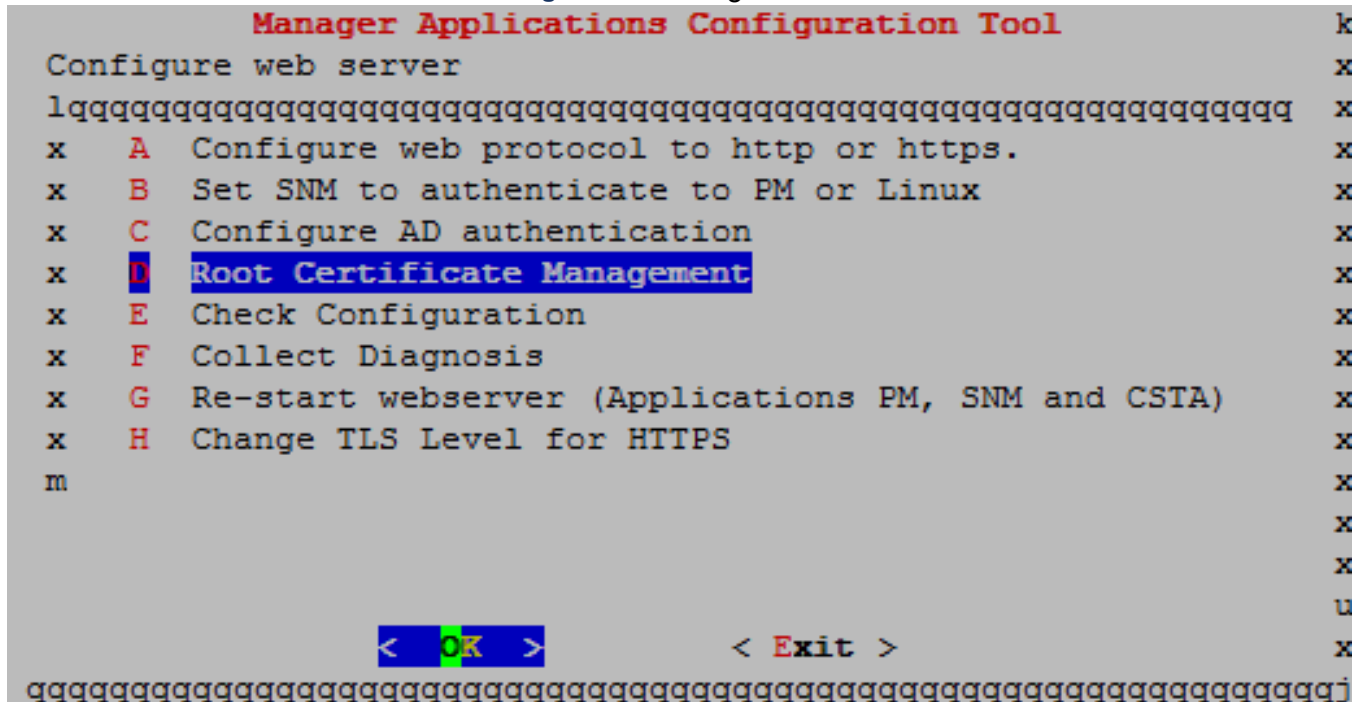 Manager Applications Configuration Tool k
Configure web server x
lqqqqqqqqqqqqqqqqqqqqqqqqqqqqqqqqqqqqqqqqqqqqqqqqqqqqqqqqqqq x
x A Configure web protocol to http or https. x
x B Set SNM to authenticate to PM or Linux x
x C Configure AD authentication x
x D Root Certificate Management x
x E Check Configuration x
x F Collect Diagnosis x
x G Re-start webserver (Applications PM, SNM and CSTA) x
x H Change TLS Level for HTTPS x
m x
x
x
u
< OK > < Exit > x
qqqqqqqqqqqqqqqqqqqqqqqqqqqqqqqqqqqqqqqqqqqqqqqqqqqqqqqqqqqqqqqj